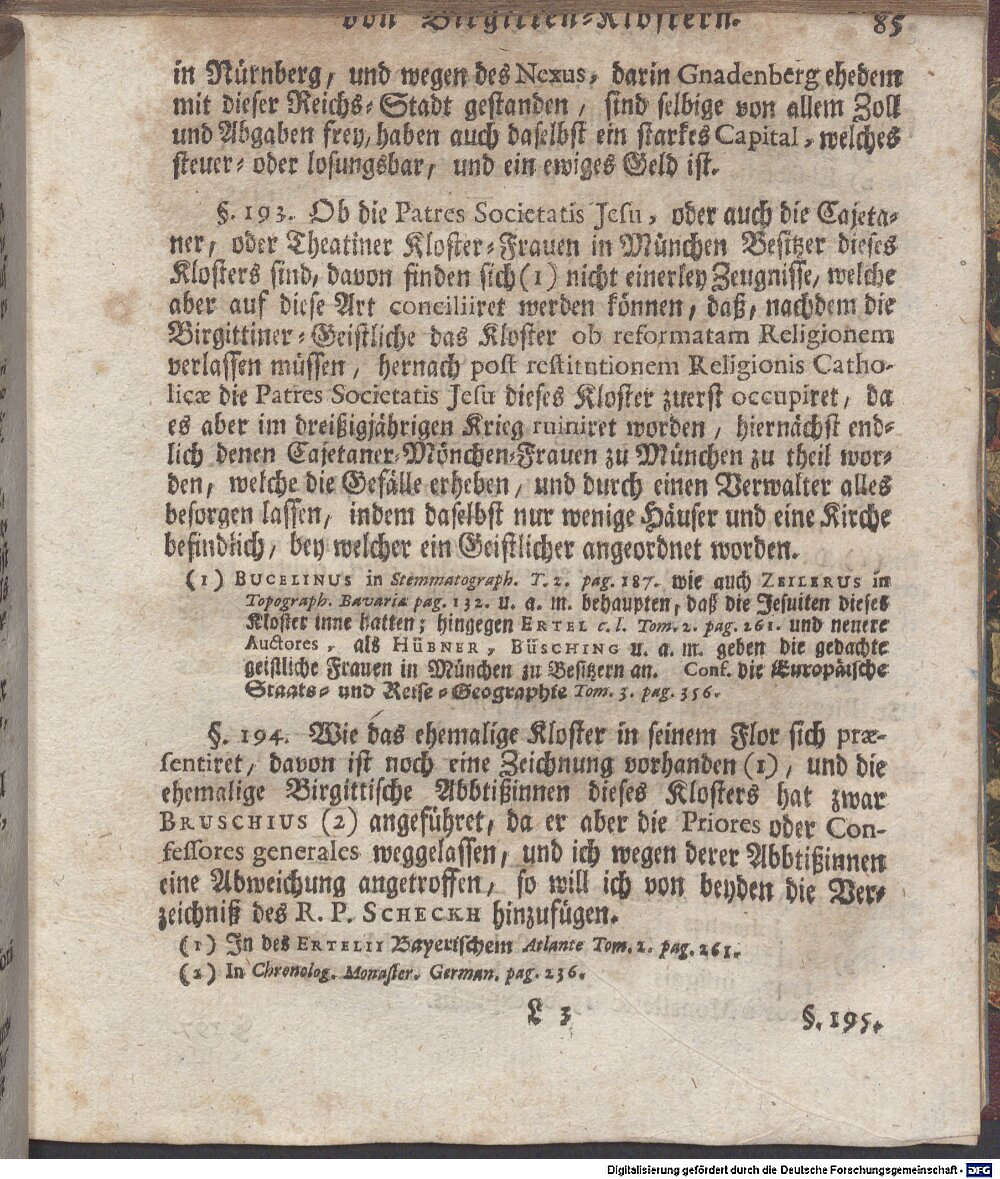 von Birgitten-Klöstern. 85
in Nürnberg, und wegen des Nexus, darin Gnadenberg ehedem
mit dieser Reichs-Stadt gestanden, sind selbige von allem Zoll
und Abgaben frey, haben auch daselbst ein starkes Capital, welches
steuer- oder losungsbar, und ein ewiges Geld ist.
§. 193. Ob die Patres Societatis Jesu, oder auch die Cajeta-
ner, oder Theatiner Kloster-Frauen in München Besitzer dieses
Klosters sind, davon finden sich (1) nicht einerley Zeugnisse, welche
aber auf diese Art conciliiret werden können, daß, nachdem die
Birgittiner-Geistliche das Kloster ob reformatam Religionem
verlassen müssen, hernach post restitutionem Religionis Catho-
licæ die Patres Societatis Jesu dieses Kloster zuerst occupiret, da
es aber im dreißigjährigen Krieg ruiniret worden, hiernächst end-
lich denen Cajetaner-Mönchen-Frauen zu München zu theil wor-
den, welche die Gefälle erheben, und durch einen Verwalter alles
besorgen lassen, indem daselbst nur wenige Häuser und eine Kirche
befindlich, bey welcher ein Geistlicher angeordnet worden.
(1) BUCELINUS in Stemmatograph. T. 2. pag. 187. wie auch ZEILERUS in
Topograph. Bavariæ pag. 132. u. a. m. behaupten, daß die Jesuiten dieses
Kloster inne hatten; hingegen ERTEL c. l. Tom. 2. pag. 261. und neuere
Auctores, als HÜBNER, BÜSCHING u. a. m. geben die gedachte
geistliche Frauen in München zu Besitzern an. Conf. die Europäische
Staats- und Reise-Geographie Tom. 3. pag. 356.
§. 194. Wie das ehemalige Kloster in seinem Flor sich præ-
sentiret, davon ist noch eine Zeichnung vorhanden (1), und die
ehemalige Birgittische Abbtißinnen dieses Klosters hat zwar
BRUSCHIUS (2) angeführet, da er aber die Priores oder Con-
fessores generales weggelassen, und ich wegen derer Abbtißinnen
eine Abweichung angetroffen, so will ich von beyden die Ver-
zeichniß des R. P. SCHECKH hinzufügen.
(1) In des ERTELII Bayerischem Atlante Tom. 2. pag. 261.
(2) In Chronolog. Monaster. German. pag. 236.
L 3 §. 195.
Digitalisierung gefördert durch die Deutsche Forschungsgemeinschaft - DFG